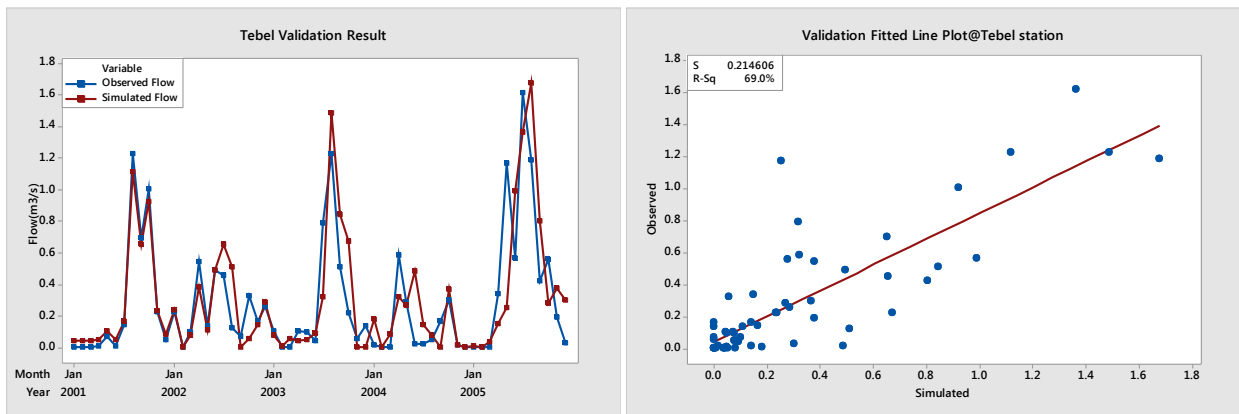 Tebel Validation Result
Variable
Observed Flow
Simulated Flow
Flow(m3/s)
1.8
1.6
1.4
1.2
1.0
0.8
0.6
0.4
0.2
0.0
Month Jan Jan Jan Jan Jan
Year 2001 2002 2003 2004 2005
Validation Fitted Line Plot@Tebel station
S 0.214606
R-Sq 69.0%
Observed
1.8
1.6
1.4
1.2
1.0
0.8
0.6
0.4
0.2
0.0
0.0 0.2 0.4 0.6 0.8 1.0 1.2 1.4 1.6 1.8
Simulated